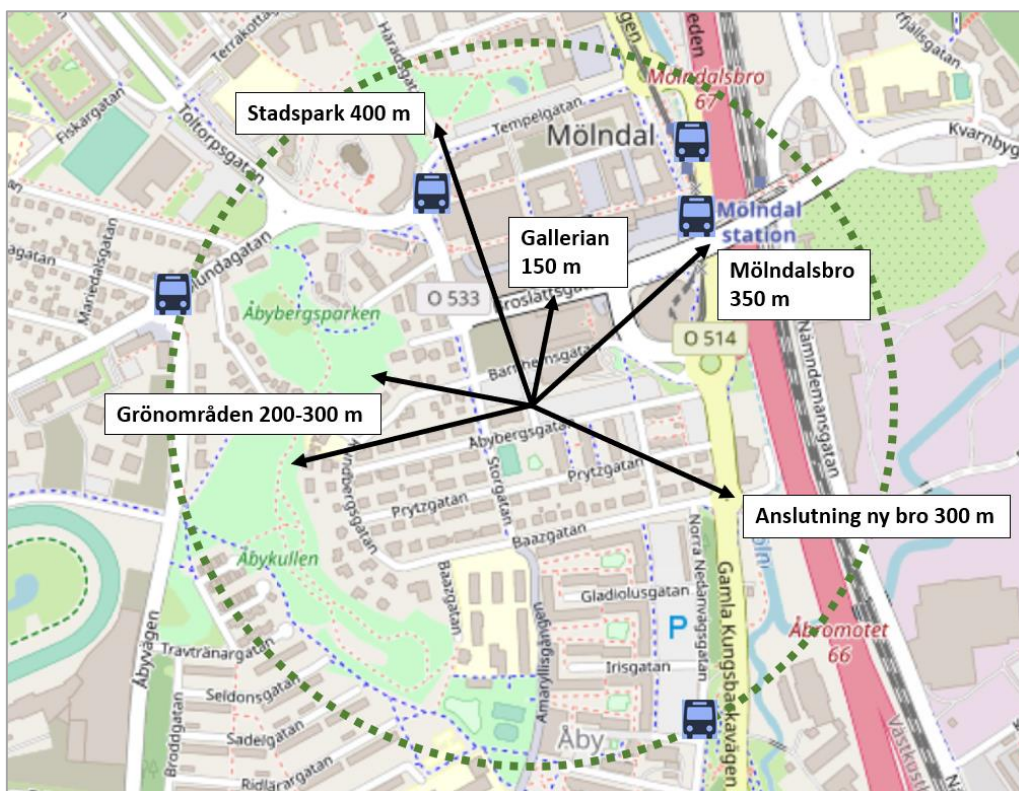 Terrakottagatan
Häradsgatan
Fiskargatan
Toltorpsgatan
Stadspark 400 m
Tempelgatan
Mölndal
Mölndalsbro
67
Kvarnbyg
Mölndal
station
Gallerian
150 m
Mölndalsbro
350 m
Mariedalsgatan
O 533
Åbybergsparken
O 514
Barnhemsgatan
Nämndemansgatan
Grönområden 200-300 m
Åbybergsgatan
Storgatan
Prytzgatan
Prytzgatan
Anslutning ny bro 300 m
Baazgatan
Norra Nedanvägsgatan
Åbykullen
Baazgatan
Gladiolusgatan
Gamla Kungsbackavägen
P
Åbromotet
66
Åbyvägen
Travtränargatan
Irisgatan
Amaryllisgången
Seldonsgatan
Broddgatan
Sadelgatan
Åby
Ridlärargatan